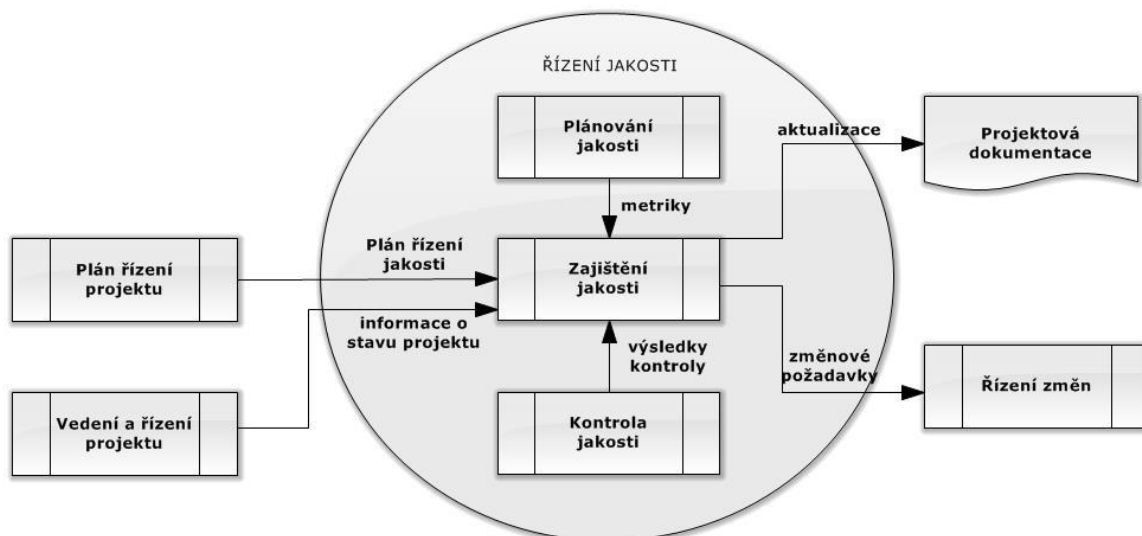 ŘÍZENÍ JAKOSTI
Plánování
jakosti
aktualizace
Projektová
dokumentace
metriky
Plán řízení
projektu
Plán řízení
jakosti
Zajištění
jakosti
informace o
stavu projektu
výsledky
kontroly
změnové
požadavky
Řízení změn
Vedení a řízení
projektu
Kontrola
jakosti